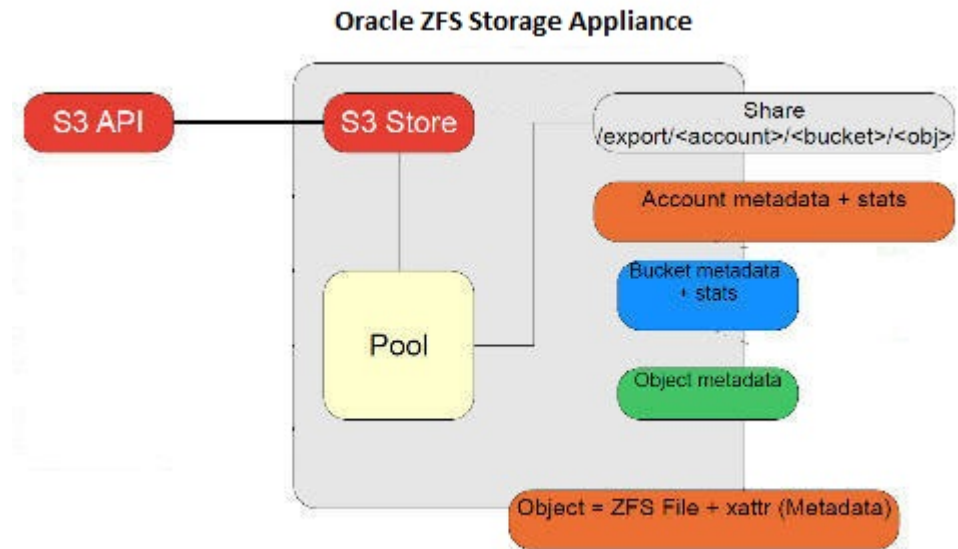 Oracle ZFS Storage Appliance
S3 API
S3 Store
Share
/export/<account>/<bucket>/<obj>
Account metadata + stats
Bucket metadata
+ stats
Pool
Object metadata
Object = ZFS File + xattr (Metadata)